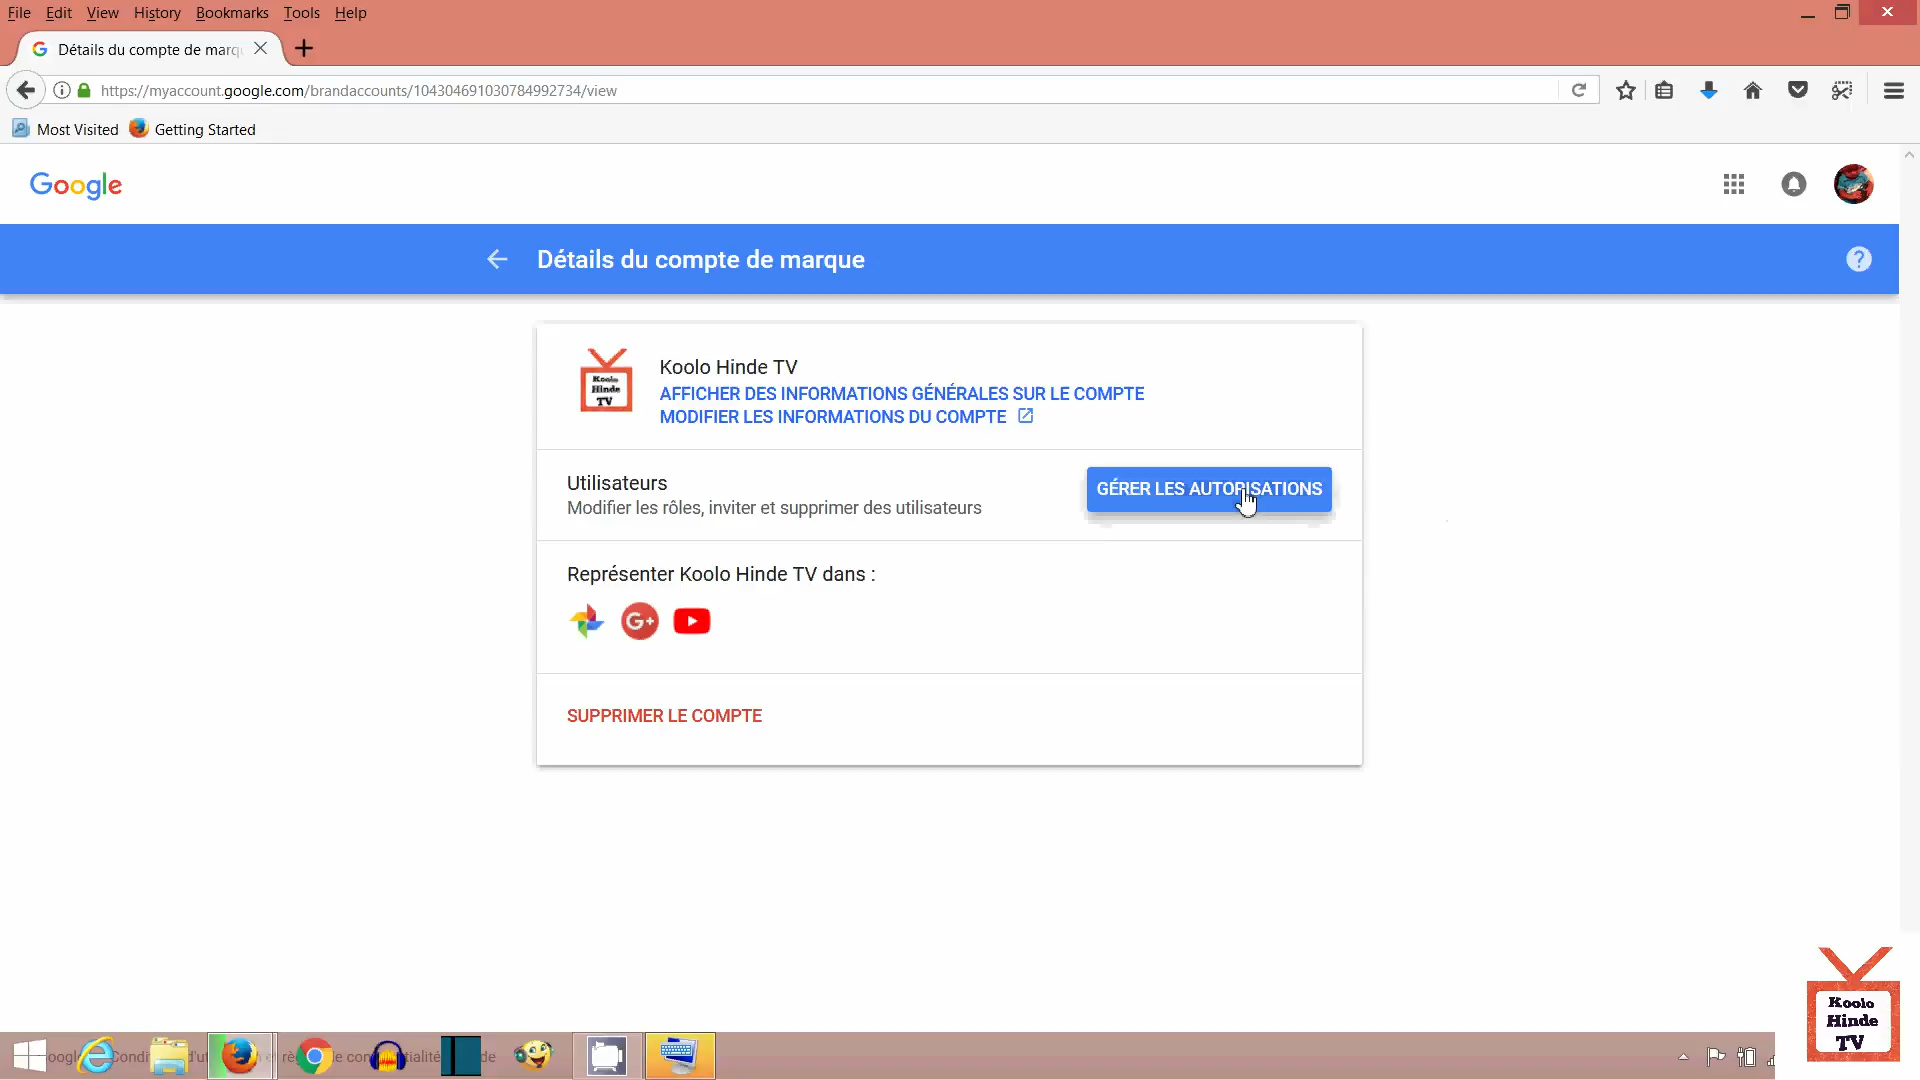 File Edit View History Bookmarks Tools Help
Détails du compte de marq
https://myaccount.google.com/brandaccounts/104304691030784992734/view
Most Visited Getting Started
Google
Détails du compte de marque
?
Koolo Hinde TV
Koolo
Hinde
TV
AFFICHER DES INFORMATIONS GÉNÉRALES SUR LE COMPTE
MODIFIER LES INFORMATIONS DU COMPTE
Utilisateurs
GÉRER LES AUTORISATIONS
Modifier les rôles, inviter et supprimer des utilisateurs
Représenter Koolo Hinde TV dans :
G+
SUPPRIMER LE COMPTE
Koolo
Hinde
TV